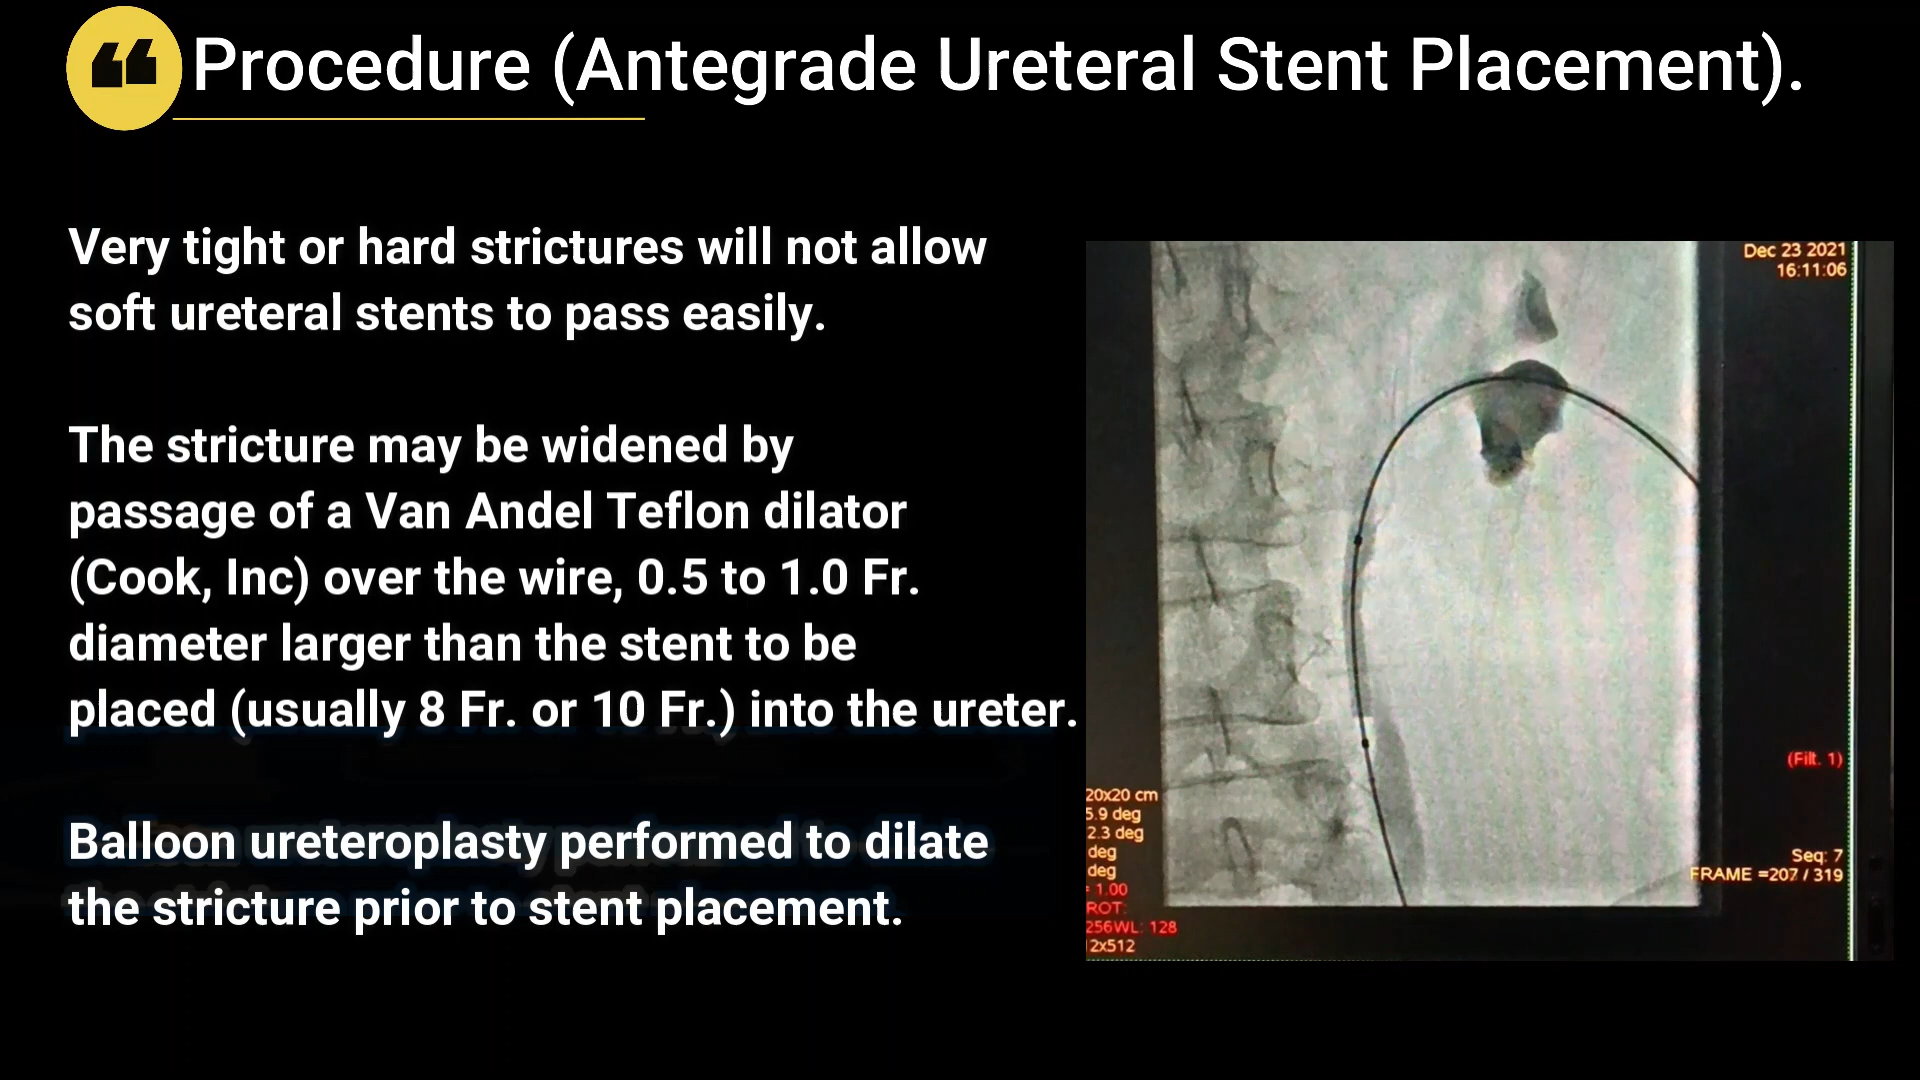 Procedure (Antegrade Ureteral Stent Placement).
Very tight or hard strictures will not allow
soft ureteral stents to pass easily.
The stricture may be widened by
passage of a Van Andel Teflon dilator
(Cook, Inc) over the wire, 0.5 to 1.0 Fr.
diameter larger than the stent to be
placed (usually 8 Fr. or 10 Fr.) into the ureter.
Balloon ureteroplasty performed to dilate
the stricture prior to stent placement.
Dec 23 2021
16:11:06
(Filt. 1)
Seq: 7
FRAME =207 / 319
20x20 cm
5.9 deg
2.3 deg
deg
deg
= 1.00
ROT:
256WL: 128
2x512